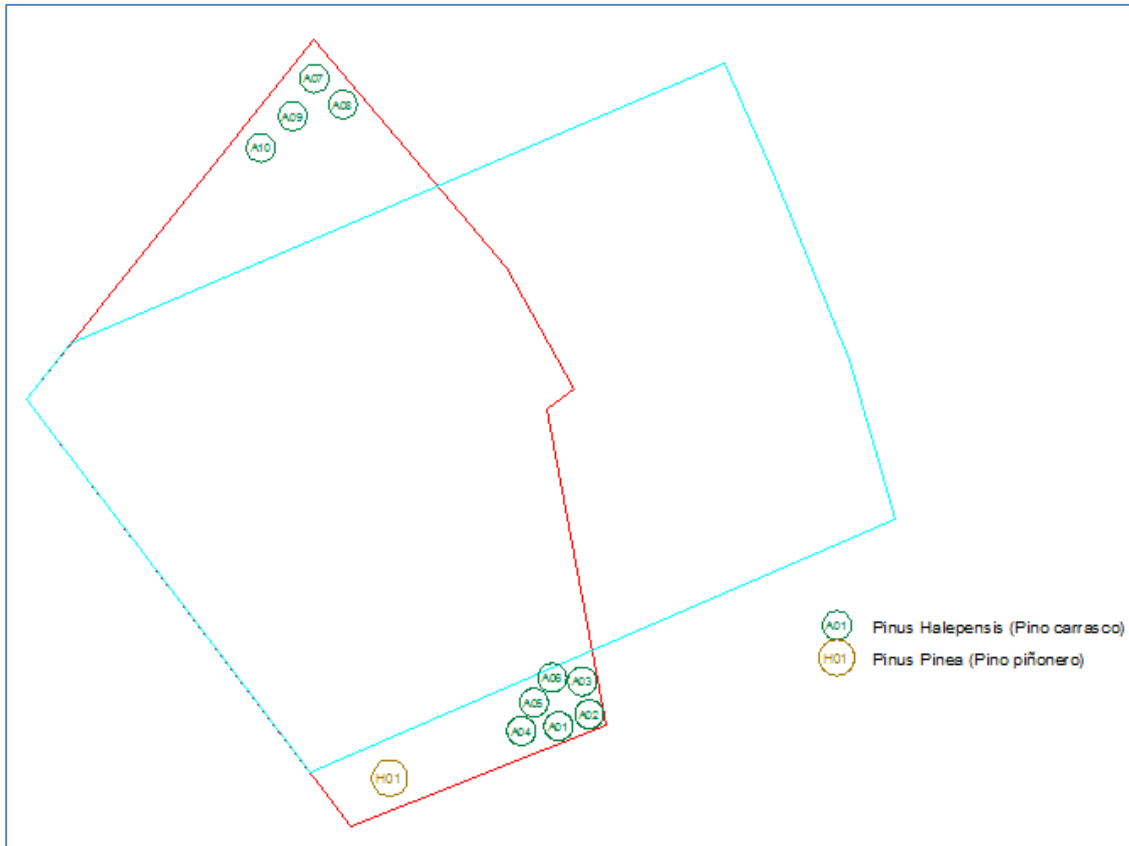 A07
A08
A09
A10
A01 Pinus Halepensis (Pino carrasco)
H01 Pinus Pinea (Pino piñonero)
A06
A03
A05
A02
A01
A04
H01